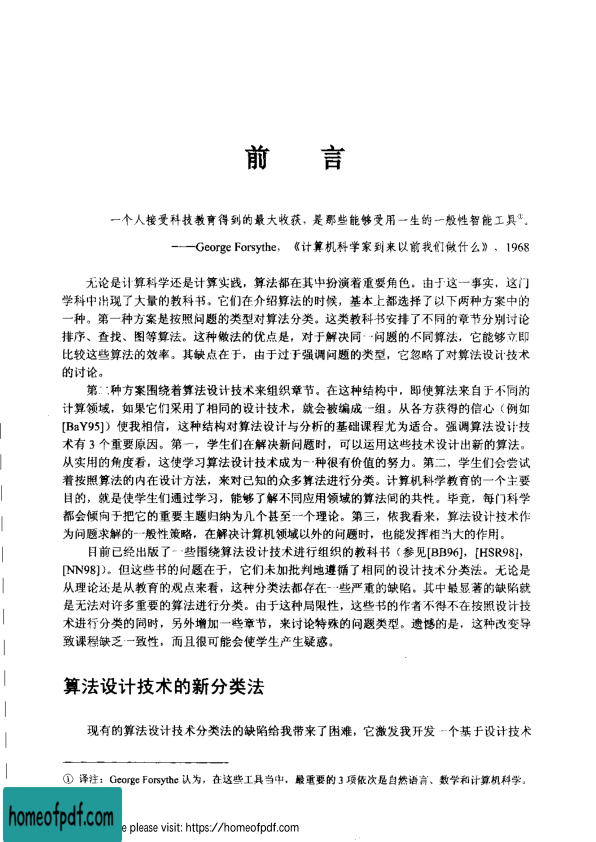 前 言
一个人接受科技教育得到的最大收获，是那些能够受用一生的一般性智能工具①。
——George Forsythe，《计算机科学家到来以前我们做什么》，1968
无论是计算科学还是计算实践，算法都在其中扮演着重要角色。由于这一事实，这门
学科中出现了大量的教科书。它们在介绍算法的时候，基本上都选择了以下两种方案中的
一种。第一种方案是按照问题的类型对算法分类。这类教科书安排了不同的章节分别讨论
排序、查找、图等算法。这种做法的优点是，对于解决同一问题的不同算法，它能够立即
比较这些算法的效率。其缺点在于，由于过于强调问题的类型，它忽略了对算法设计技术
的讨论。
第二种方案围绕着算法设计技术来组织章节。在这种结构中，即使算法来自于不同的
计算领域，如果它们采用了相同的设计技术，就会被编成一组。从各方获得的信心（例如
[BaY95]）使我相信，这种结构对算法设计与分析的基础课程尤为适合。强调算法设计技
术有 3 个重要原因。第一，学生们在解决新问题时，可以运用这些技术设计出新的算法。
从实用的角度看，这使学习算法设计技术成为一种很有价值的努力。第二，学生们会尝试
着按照算法的内在设计方法，来对已知的众多算法进行分类。计算机科学教育的一个主要
目的，就是使学生们通过学习，能够了解不同应用领域的算法间的共性。毕竟，每门科学
都会倾向于把它的重要主题归纳为几个甚至一个理论。第三，依我看来，算法设计技术作
为问题求解的一般性策略，在解决计算机领域以外的问题时，也能发挥相当大的作用。
目前已经出版了一些围绕算法设计技术进行组织的教科书（参见[BB96]，[HSR98]，
[NN98]）。但这些书的问题在于，它们未加批判地遵循了相同的设计技术分类法。无论是
从理论还是从教育的观点来看，这种分类法都存在一些严重的缺陷。其中最显著的缺陷就
是无法对许多重要的算法进行分类。由于这种局限性，这些书的作者不得不在按照设计技
术进行分类的同时，另外增加一些章节，来讨论特殊的问题类型。遗憾的是，这种改变导
致课程缺乏一致性，而且很可能会使学生产生疑惑。
算法设计技术的新分类法
现有的算法设计技术分类法的缺陷给我带来了困难，它激发我开发一个基于设计技术
① 译注：George Forsythe 认为，在这些工具当中，最重要的 3 项依次是自然语言、数学和计算机科学。
homeofpdf.com
e please visit: https://homeofpdf.com